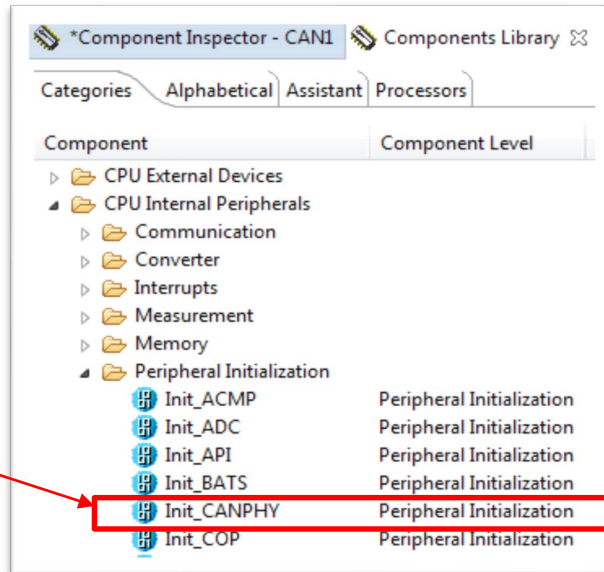 *Component Inspector - CAN1 Components Library
Categories Alphabetical Assistant Processors
Component Component Level
CPU External Devices
CPU Internal Peripherals
Communication
Converter
Interrupts
Measurement
Memory
Peripheral Initialization
Init_ACMP Peripheral Initialization
Init_ADC Peripheral Initialization
Init_API Peripheral Initialization
Init_BATS Peripheral Initialization
Init_CANPHY Peripheral Initialization
Init_COP Peripheral Initialization